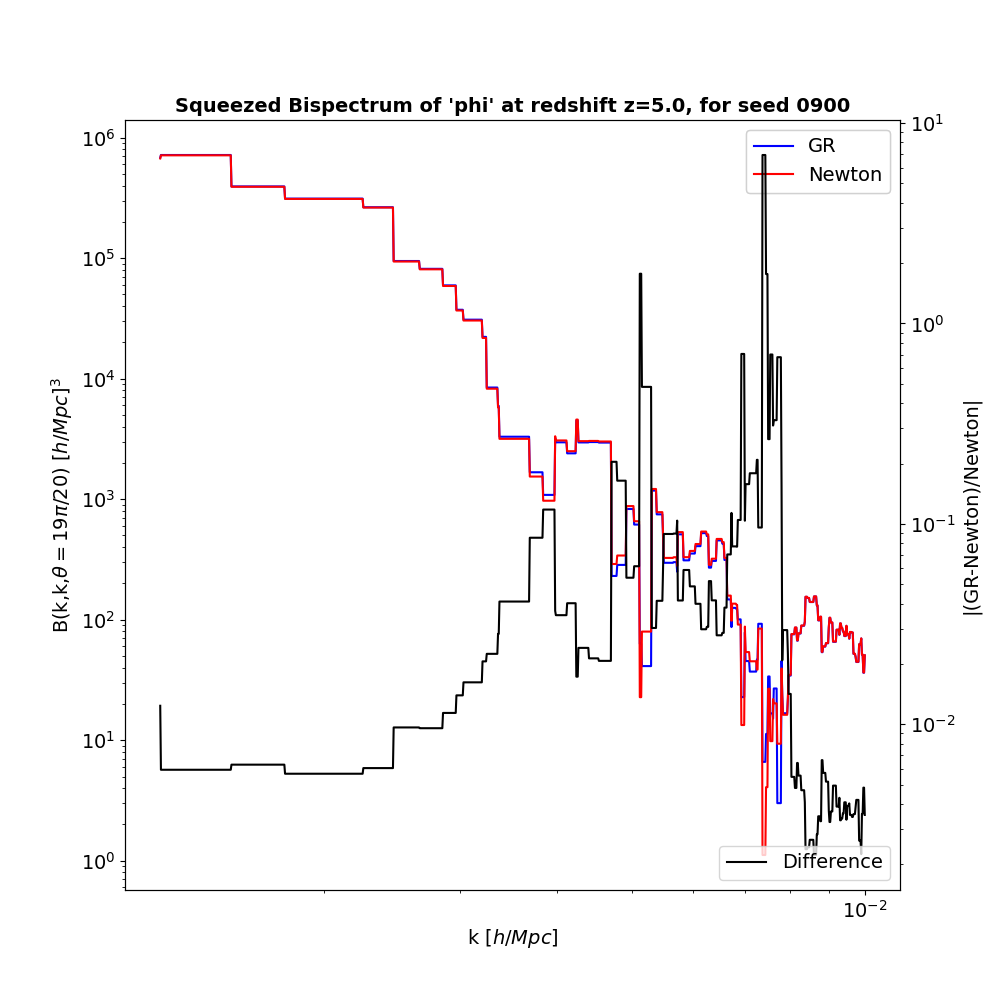 Squeezed Bispectrum of 'phi' at redshift z=5.0, for seed 0900
GR
Newton
Difference
10^6
10^5
10^4
10^3
10^2
10^1
10^0
B(k,k,θ = 19π/20) [h/Mpc]^3
10^1
10^0
10^-1
10^-2
|(GR-Newton)/Newton|
10^-2
k [h/Mpc]